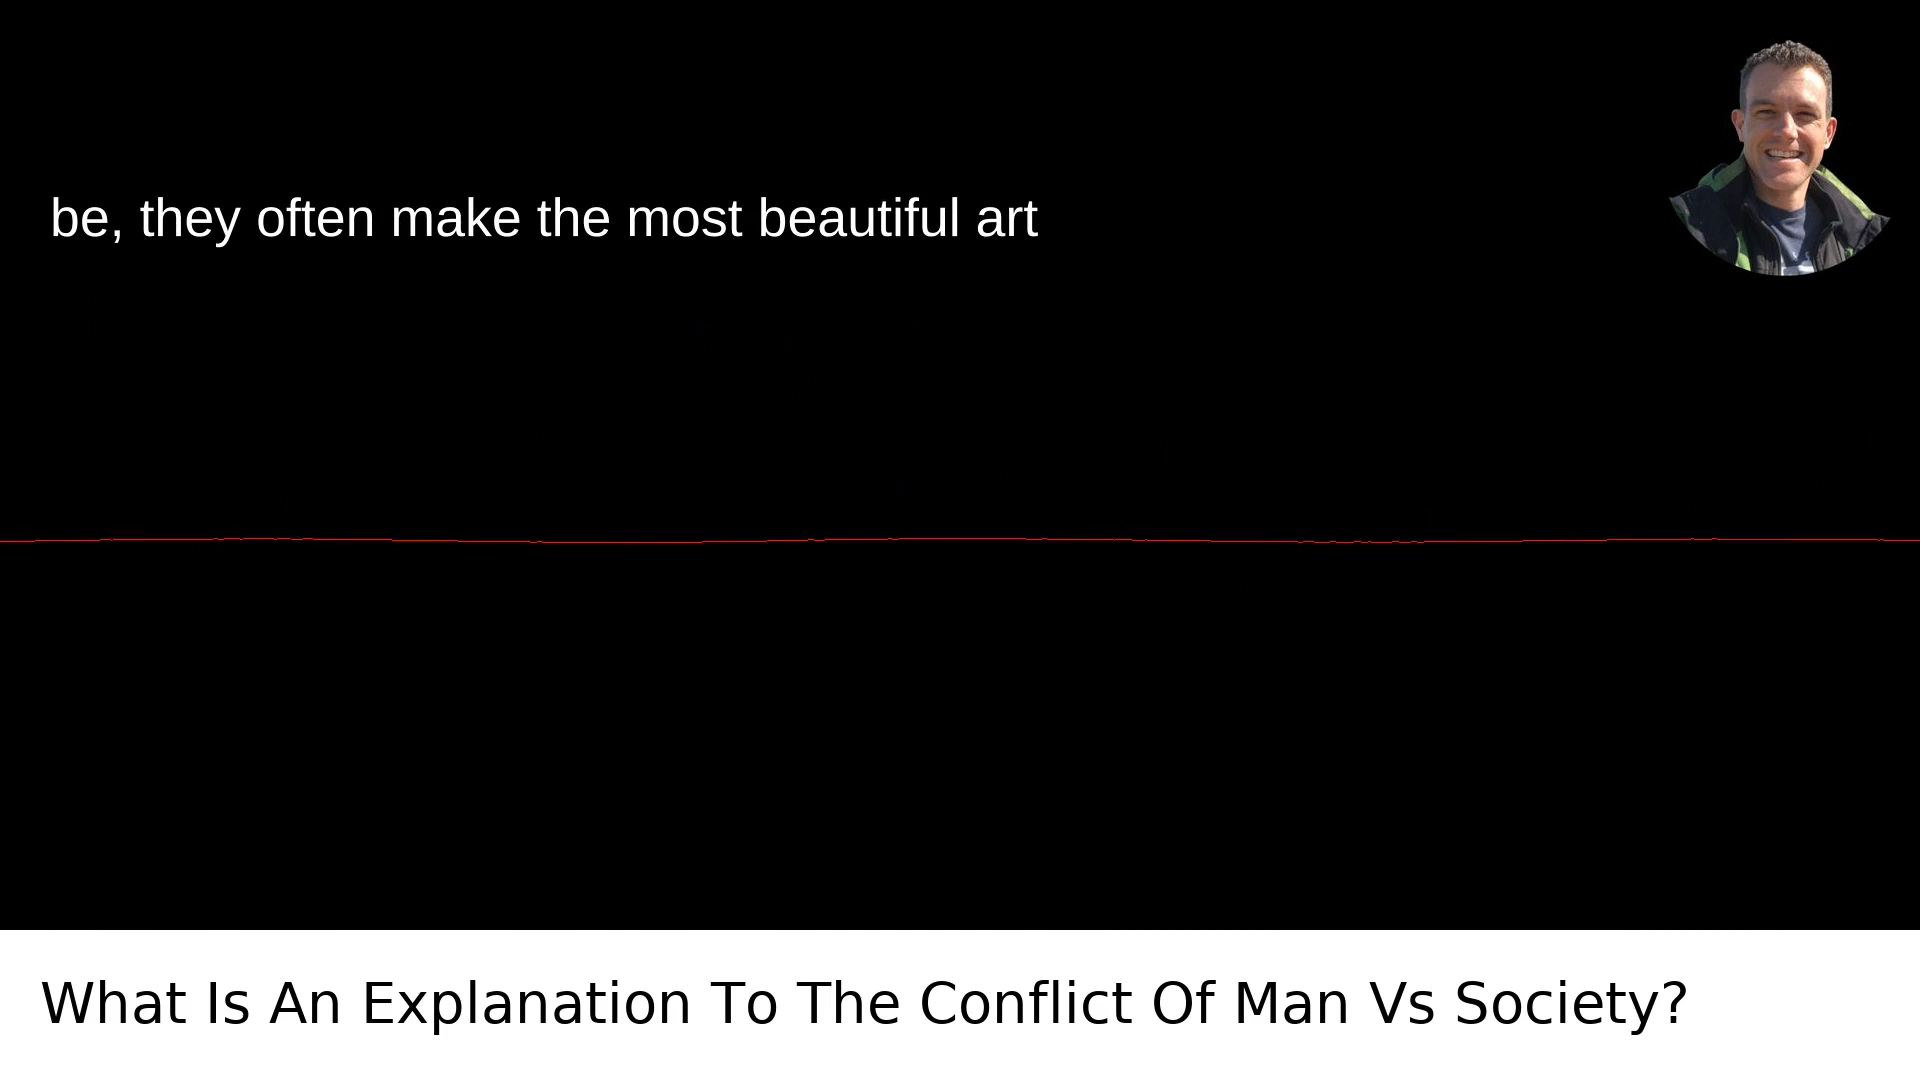 be, they often make the most beautiful art
What Is An Explanation To The Conflict Of Man Vs Society?